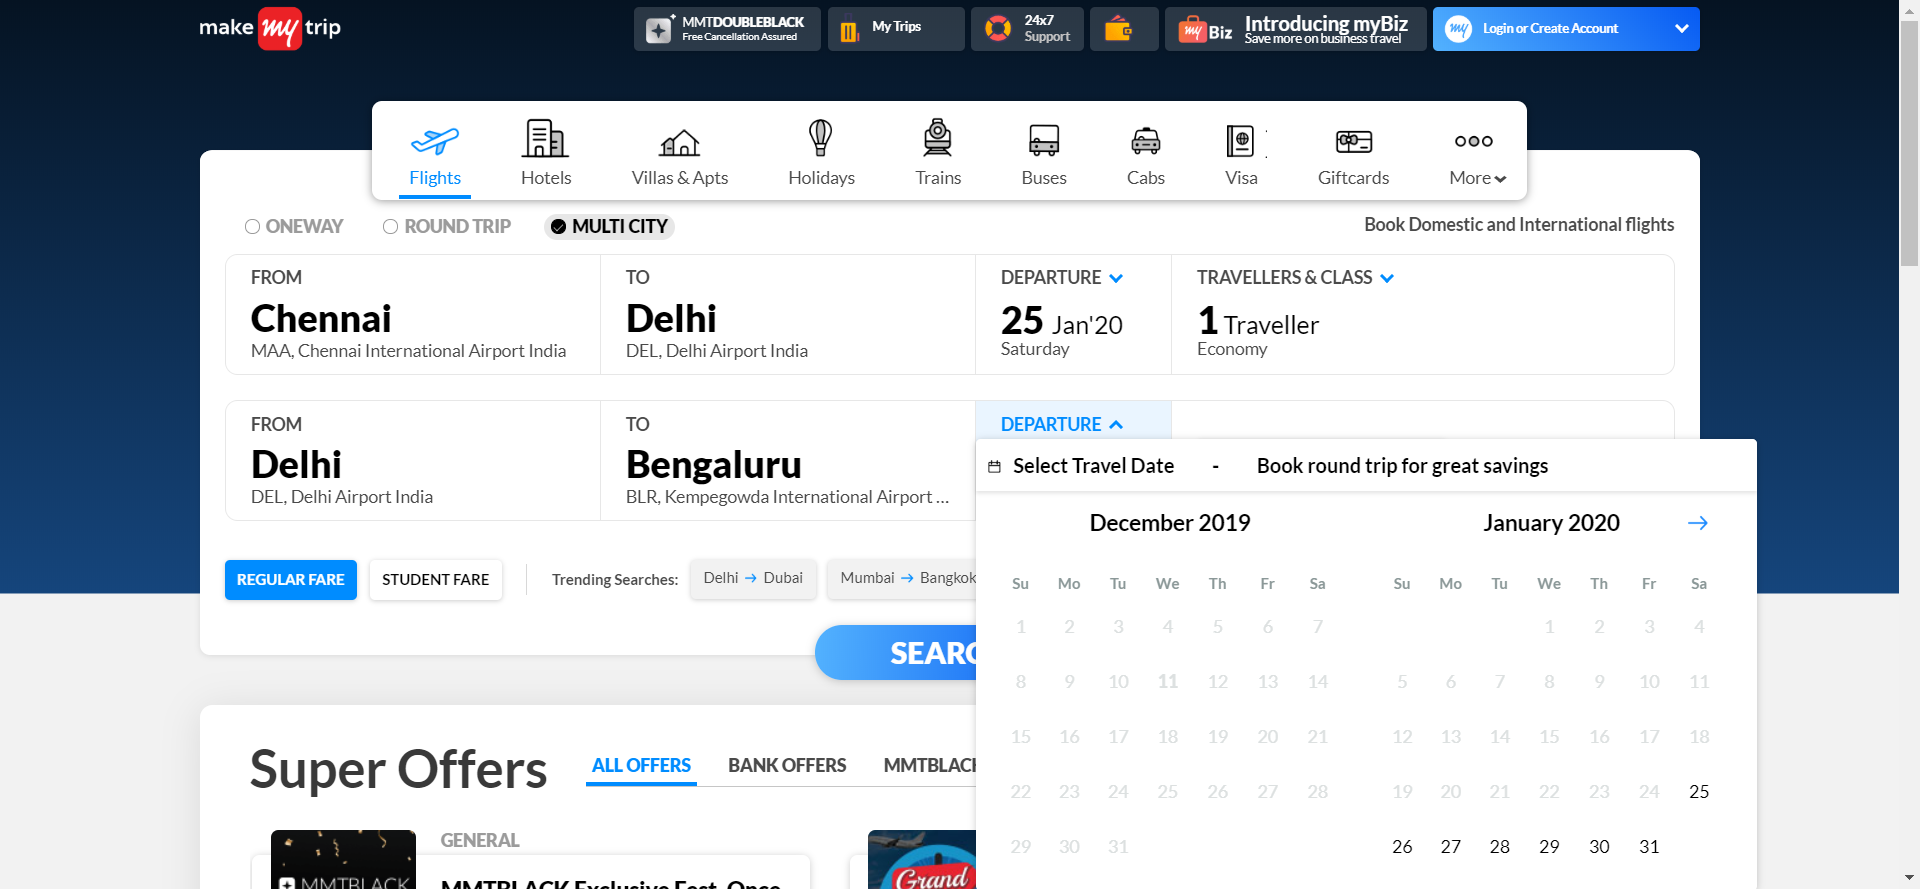 make my trip
MMTDOUBLEBLACK
Free Cancellation Assured
My Trips
24x7
Support
my Biz
Introducing myBiz
Save more on business travel
my
Login or Create Account
Flights
Hotels
Villas & Apts
Holidays
Trains
Buses
Cabs
Visa
Giftcards
More
ONEWAY
ROUND TRIP
MULTI CITY
Book Domestic and International flights
FROM
Chennai
MAA, Chennai International Airport India
TO
Delhi
DEL, Delhi Airport India
DEPARTURE
25 Jan'20
Saturday
TRAVELLERS & CLASS
1 Traveller
Economy
FROM
Delhi
DEL, Delhi Airport India
TO
Bengaluru
BLR, Kempegowda International Airport ...
DEPARTURE
Select Travel Date - Book round trip for great savings
December 2019
Su Mo Tu We Th Fr Sa
1 2 3 4 5 6 7
8 9 10 11 12 13 14
15 16 17 18 19 20 21
22 23 24 25 26 27 28
29 30 31
January 2020
Su Mo Tu We Th Fr Sa
1 2 3 4
5 6 7 8 9 10 11
12 13 14 15 16 17 18
19 20 21 22 23 24 25
26 27 28 29 30 31
REGULAR FARE
STUDENT FARE
Trending Searches:
Delhi → Dubai
Mumbai → Bangkok
SEARC
Super Offers
ALL OFFERS
BANK OFFERS
MMTBLACK
MMTBLACK
GENERAL
MMTBLACK Exclusive Fest, Once
Grand